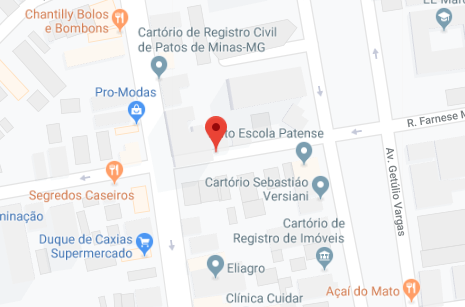 Chantilly Bolos
e Bombons
Cartório de Registro Civil
de Patos de Minas-MG
Pro-Modas
to Escola Patense
R. Farnese M
Segredos Caseiros
Cartório Sebastião
Versiani
Av. Getúlio Vargas
minação
Duque de Caxias
Supermercado
Cartório de
Registro de Imóveis
Eliagro
Açaí do Mato
Clínica Cuidar